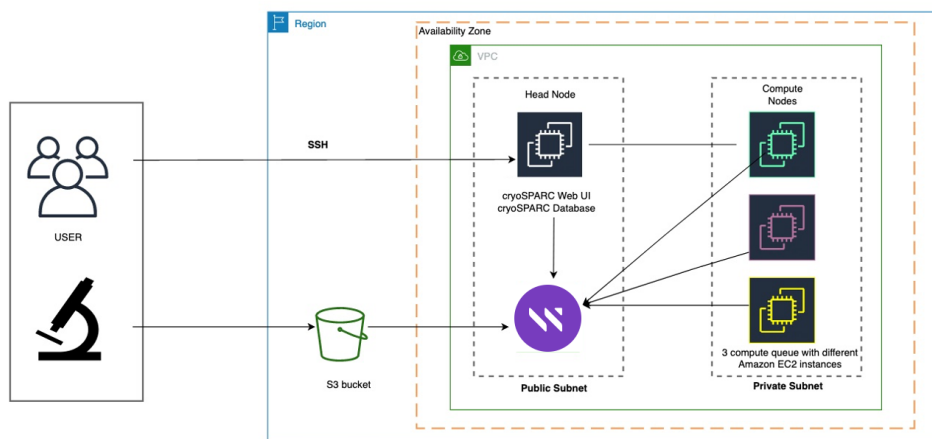 Region
Availability Zone
VPC
Head Node
Compute
Nodes
SSH
cryoSPARC Web UI
cryoSPARC Database
USER
S3 bucket
3 compute queue with different
Amazon EC2 instances
Public Subnet
Private Subnet